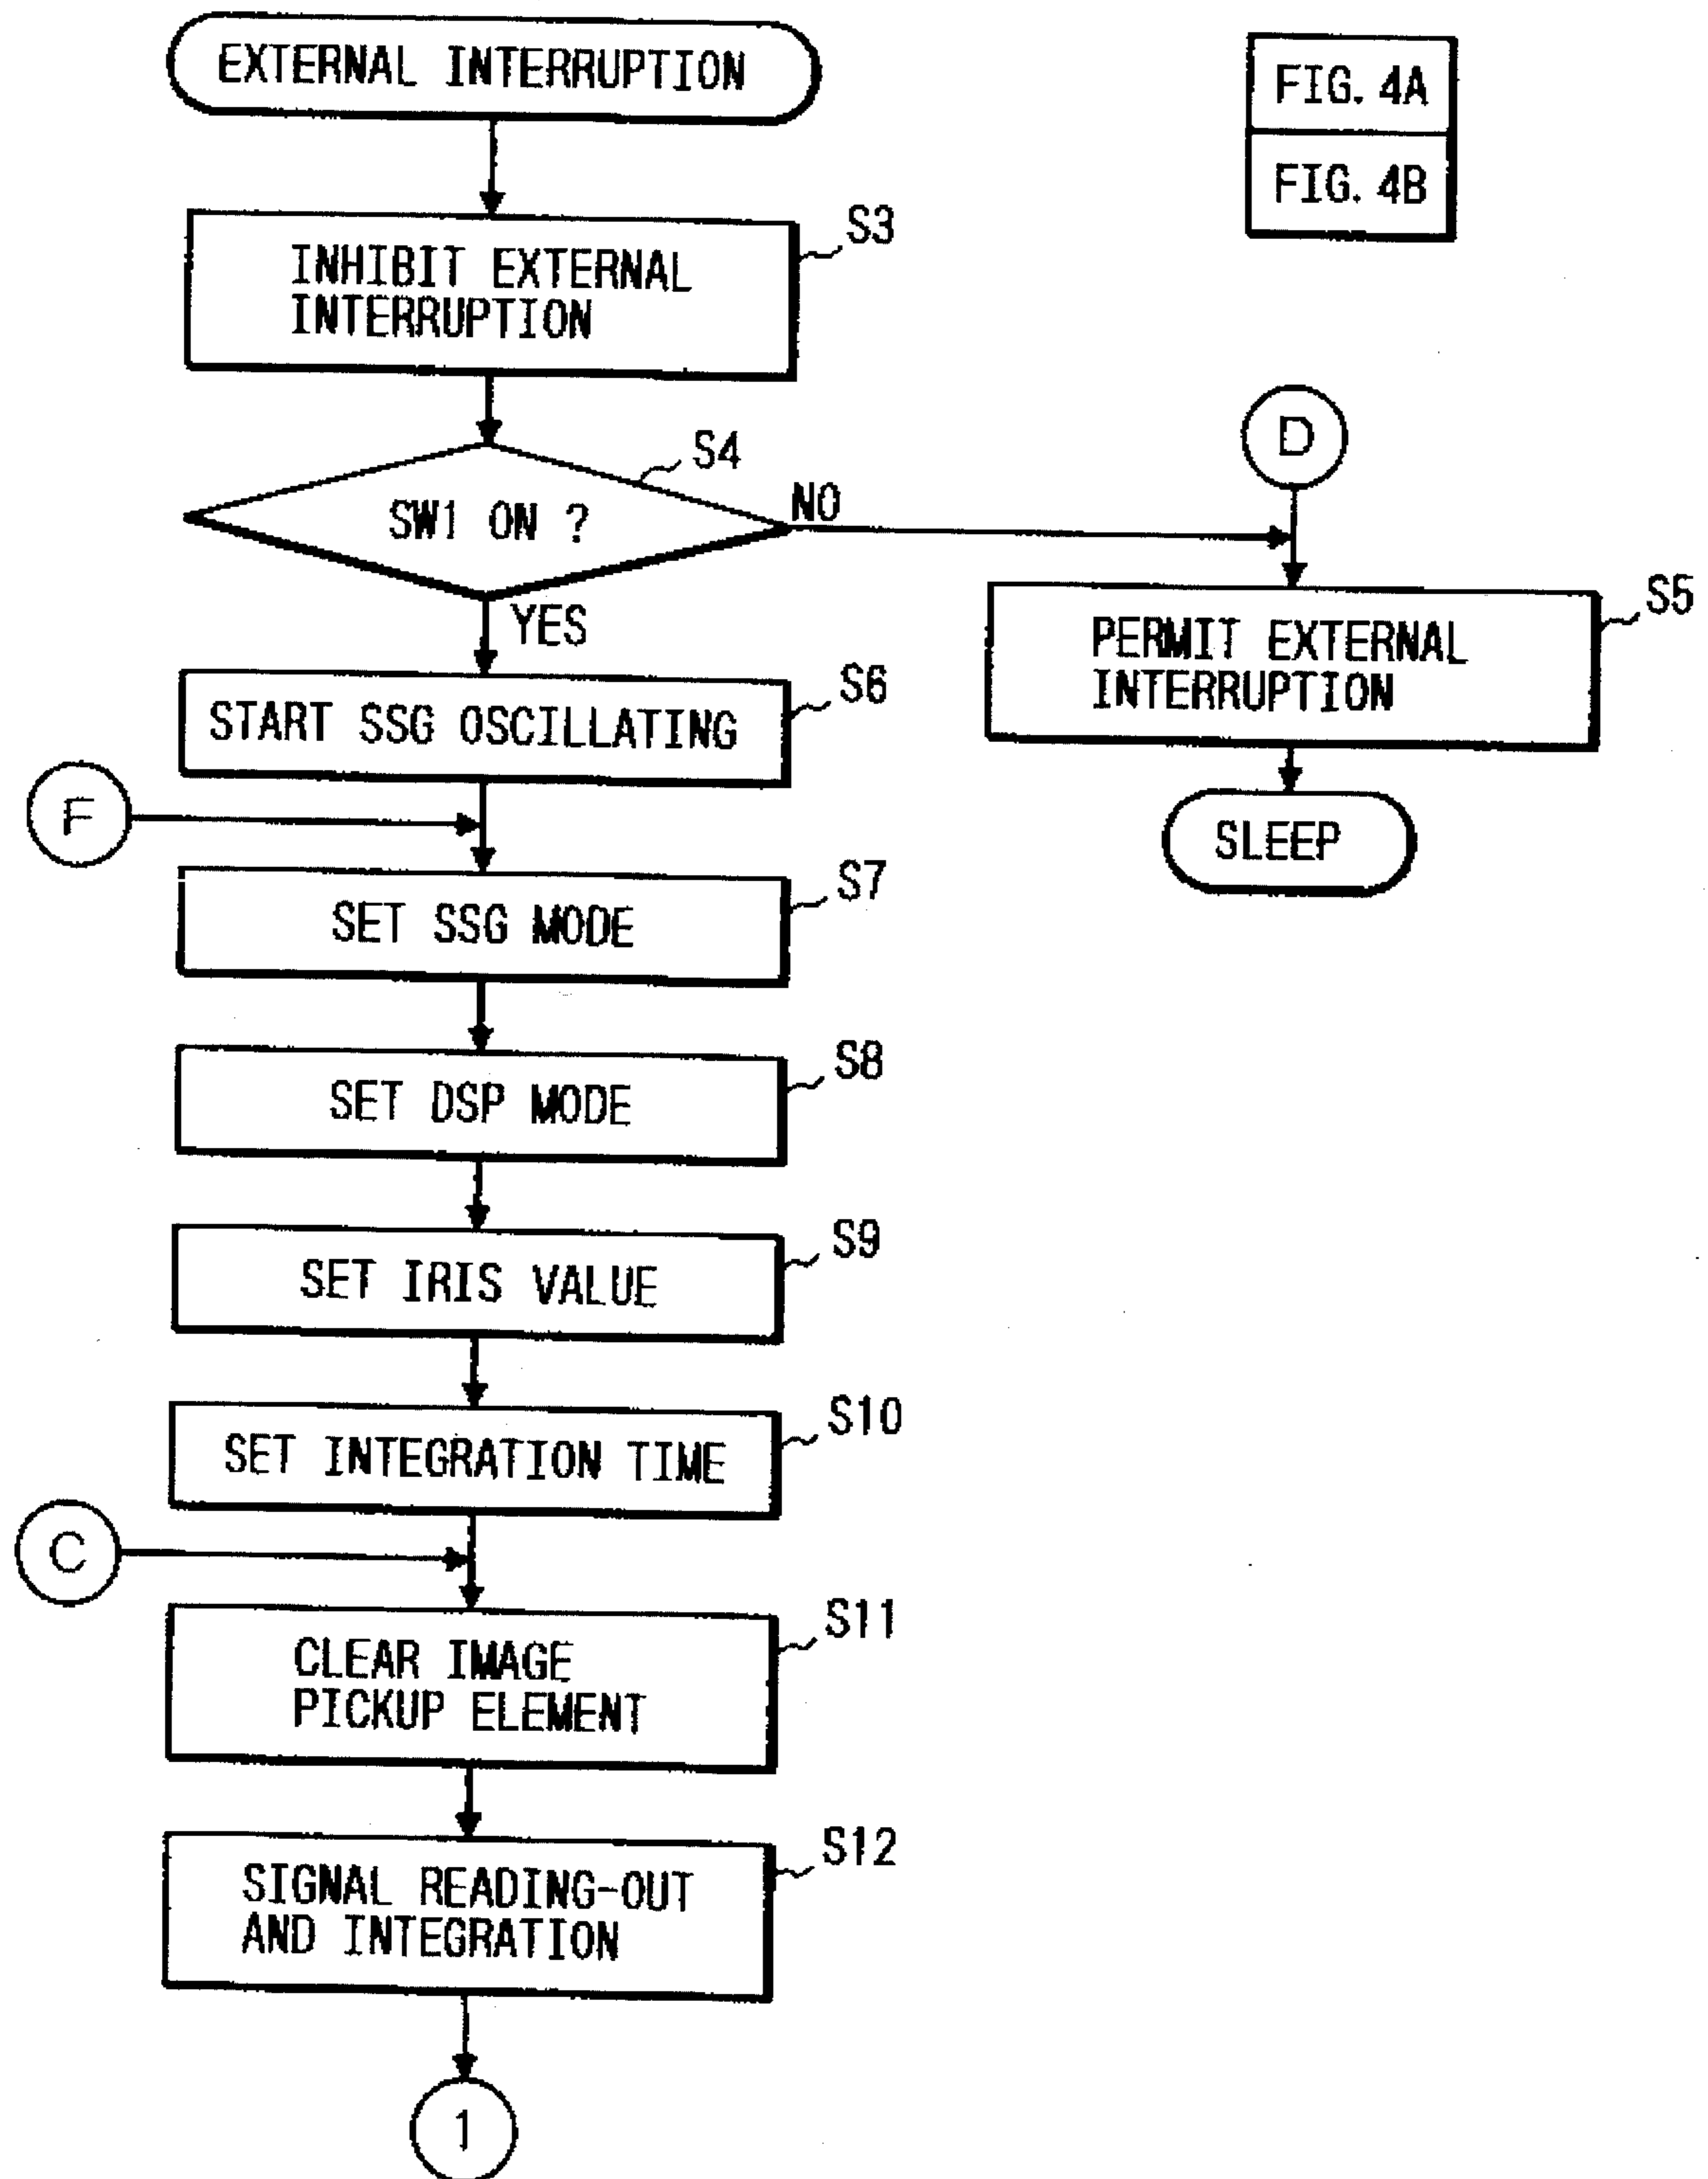 EXTERNAL INTERRUPTION
FIG. 4A
FIG. 4B
S3
INHIBIT EXTERNAL
INTERRUPTION
S4
SW1 ON ?
NO
YES
D
S5
PERMIT EXTERNAL
INTERRUPTION
SLEEP
S6
START SSG OSCILLATING
F
S7
SET SSG MODE
S8
SET DSP MODE
S9
SET IRIS VALUE
S10
SET INTEGRATION TIME
C
S11
CLEAR IMAGE
PICKUP ELEMENT
S12
SIGNAL READING-OUT
AND INTEGRATION
1